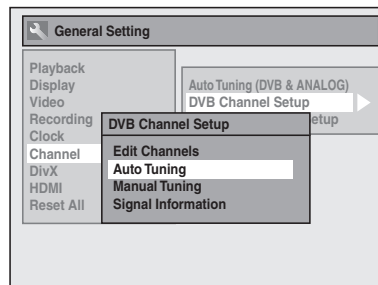 General Setting
Playback
Display
Video
Recording
Clock
Channel
DivX
HDMI
Reset All
Auto Tuning (DVB & ANALOG)
DVB Channel Setup
DVB Channel Setup
Edit Channels
Auto Tuning
Manual Tuning
Signal Information